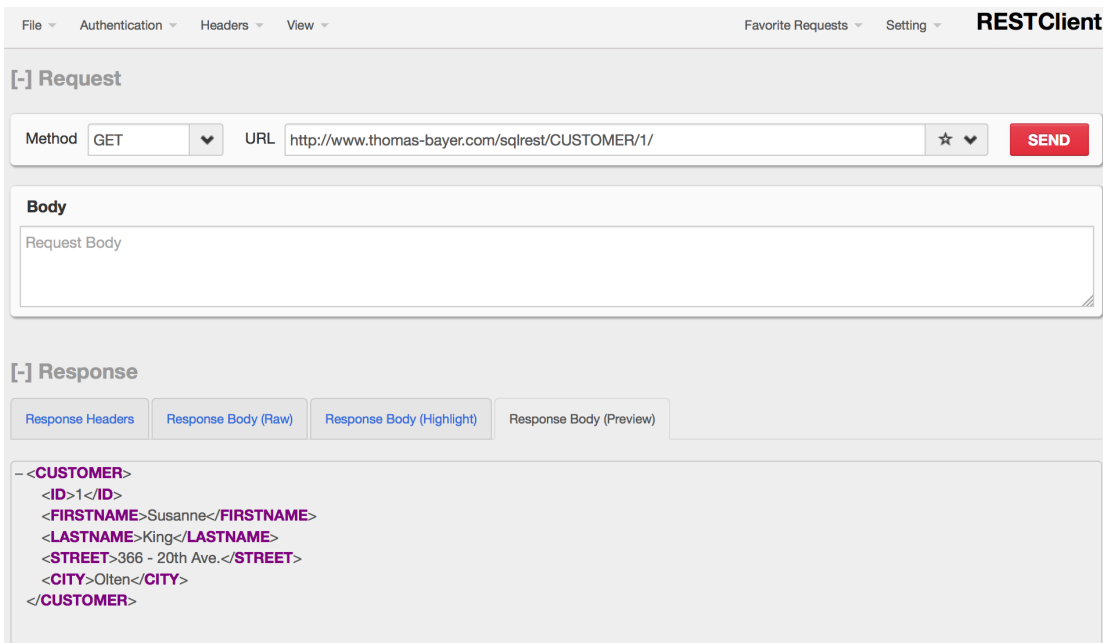 File Authentication Headers View Favorite Requests Setting RESTClient
[-] Request
Method GET URL http://www.thomas-bayer.com/sqlrest/CUSTOMER/1/ SEND
Body
Request Body
[-] Response
Response Headers Response Body (Raw) Response Body (Highlight) Response Body (Preview)
– <CUSTOMER>
<ID>1</ID>
<FIRSTNAME>Susanne</FIRSTNAME>
<LASTNAME>King</LASTNAME>
<STREET>366 - 20th Ave.</STREET>
<CITY>Olten</CITY>
</CUSTOMER>